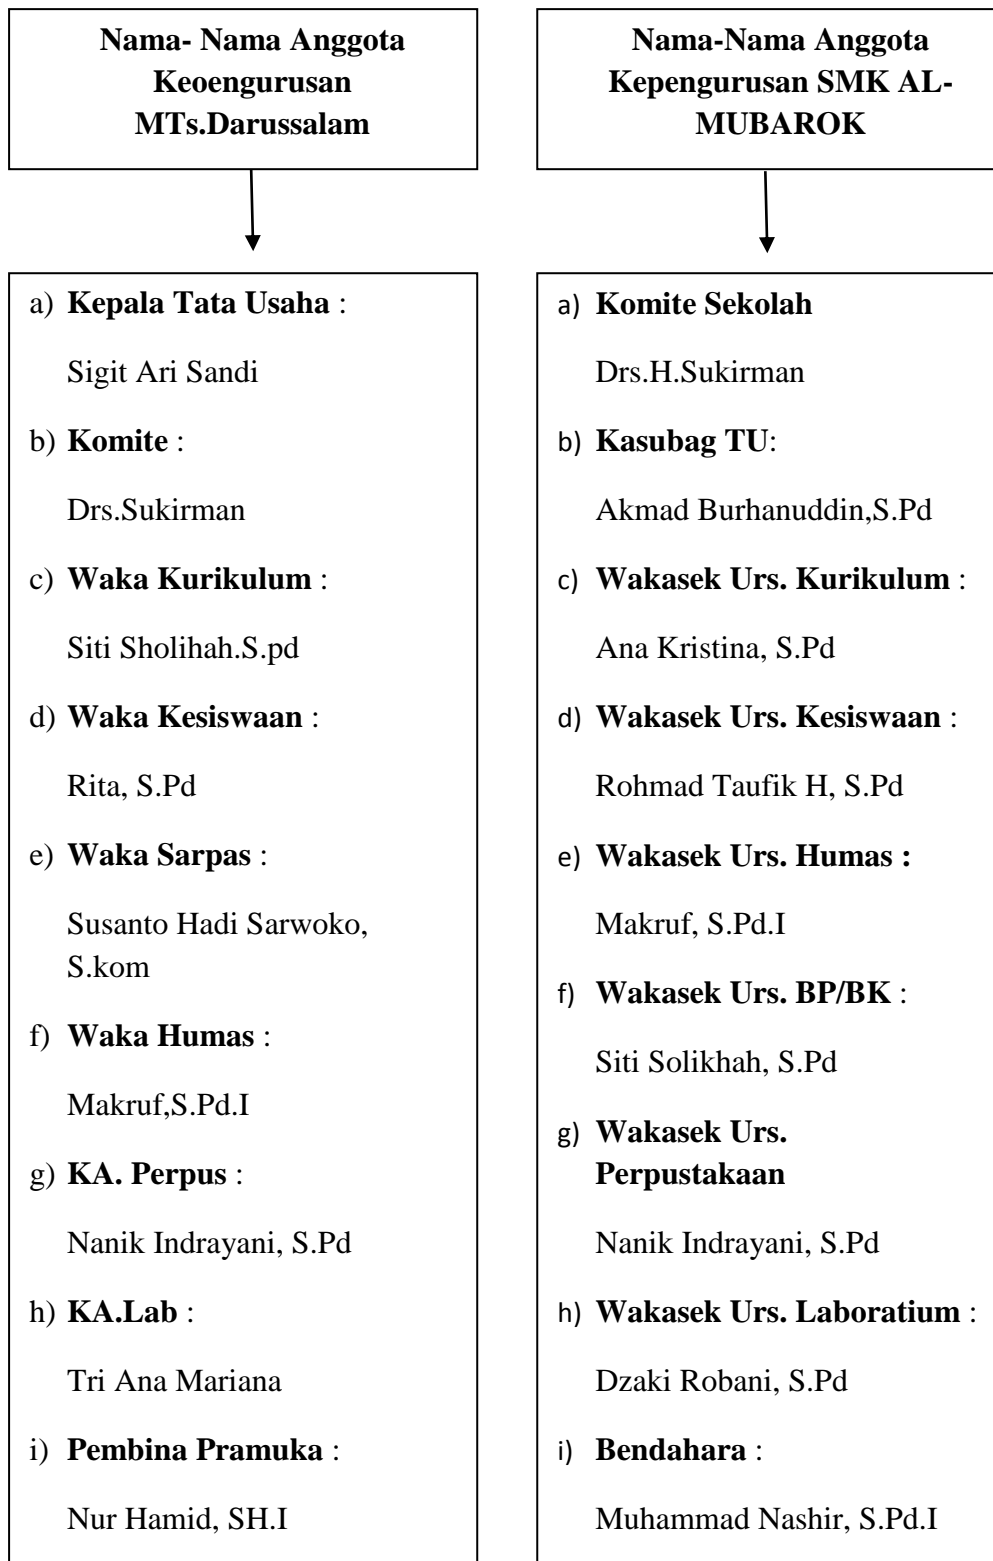 Nama- Nama Anggota
Keoengurusan
MTs.Darussalam
a) Kepala Tata Usaha :
Sigit Ari Sandi
b) Komite :
Drs.Sukirman
c) Waka Kurikulum :
Siti Sholihah.S.pd
d) Waka Kesiswaan :
Rita, S.Pd
e) Waka Sarpas :
Susanto Hadi Sarwoko,
S.kom
f) Waka Humas :
Makruf,S.Pd.I
g) KA. Perpus :
Nanik Indrayani, S.Pd
h) KA.Lab :
Tri Ana Mariana
i) Pembina Pramuka :
Nur Hamid, SH.I
Nama-Nama Anggota
Kepengurusan SMK AL-
MUBAROK
a) Komite Sekolah
Drs.H.Sukirman
b) Kasubag TU:
Akmad Burhanuddin,S.Pd
c) Wakasek Urs. Kurikulum :
Ana Kristina, S.Pd
d) Wakasek Urs. Kesiswaan :
Rohmad Taufik H, S.Pd
e) Wakasek Urs. Humas :
Makruf, S.Pd.I
f) Wakasek Urs. BP/BK :
Siti Solikhah, S.Pd
g) Wakasek Urs.
Perpustakaan
Nanik Indrayani, S.Pd
h) Wakasek Urs. Laboratium :
Dzaki Robani, S.Pd
i) Bendahara :
Muhammad Nashir, S.Pd.I